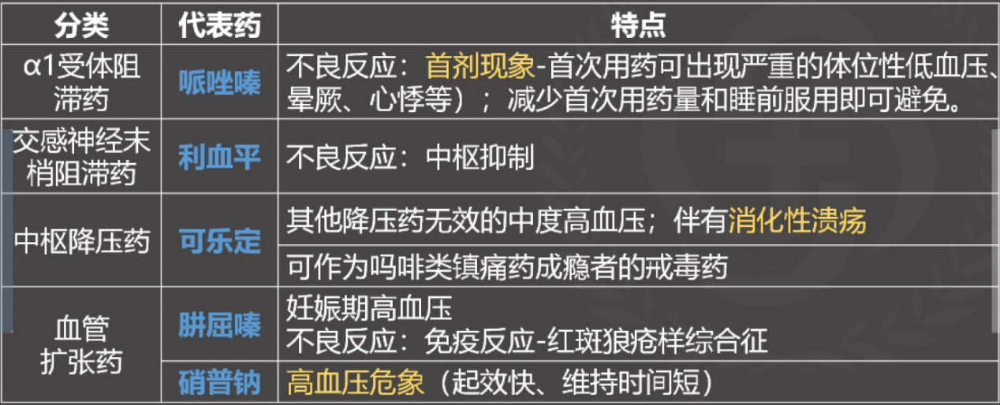 分类
代表药
特点
α1受体阻
滞药
哌唑嗪
不良反应：首剂现象-首次用药可出现严重的体位性低血压、
晕厥、心悸等）；减少首次用药量和睡前服用即可避免。
交感神经末
梢阻滞药
利血平
不良反应：中枢抑制
中枢降压药
可乐定
其他降压药无效的中度高血压；伴有消化性溃疡
可作为吗啡类镇痛药成瘾者的戒毒药
血管
扩张药
肼屈嗪
妊娠期高血压
不良反应：免疫反应-红斑狼疮样综合征
硝普钠
高血压危象（起效快、维持时间短）